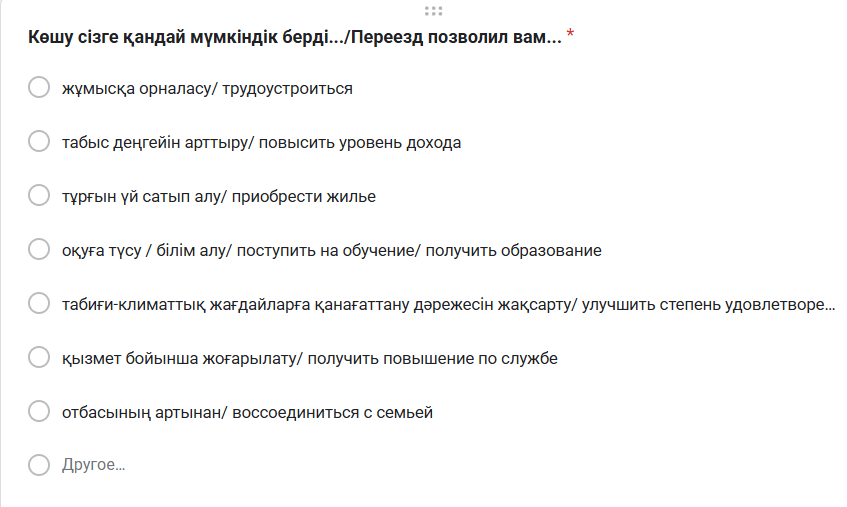 Көшу сізге қандай мүмкіндік берді.../Переезд позволил вам... *
жұмысқа орналасу/ трудоустроиться
табыс деңгейін арттыру/ повысить уровень дохода
тұрғын үй сатып алу/ приобрести жилье
оқуға түсу / білім алу/ поступить на обучение/ получить образование
табиғи-климаттық жағдайларға қанағаттану дәрежесін жақсарту/ улучшить степень удовлетворе...
қызмет бойынша жоғарылату/ получить повышение по службе
отбасының артынан/ воссоединиться с семьей
Другое...